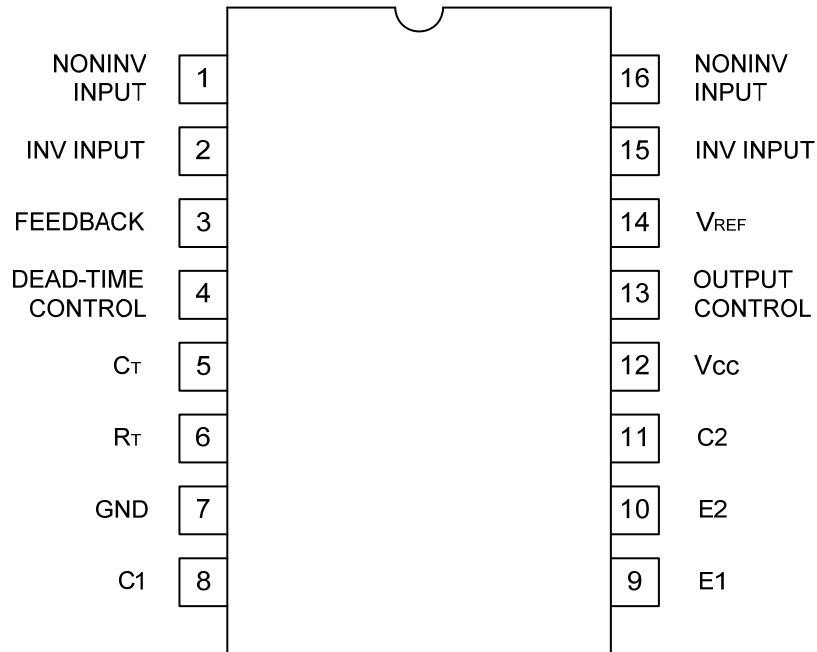 NONINV
INPUT
1
16
NONINV
INPUT
INV INPUT
2
15
INV INPUT
FEEDBACK
3
14
VREF
DEAD-TIME
CONTROL
4
13
OUTPUT
CONTROL
CT
5
12
Vcc
RT
6
11
C2
GND
7
10
E2
C1
8
9
E1